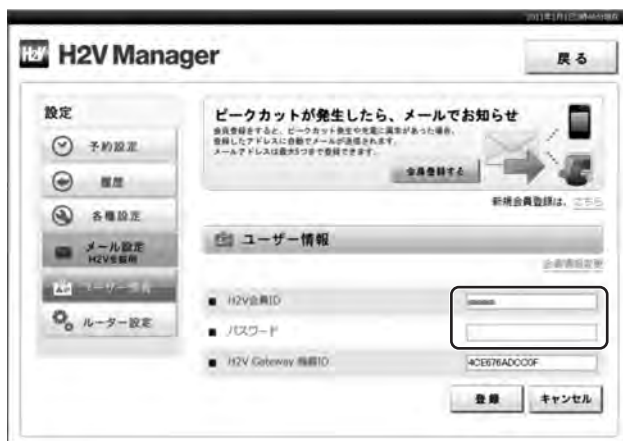 H2V H2V Manager
戻る
設定
予約設定
履歴
各種設定
メール設定
H2V会員用
ユーザー情報
ルーター設定
ピークカットが発生したら、メールでお知らせ
会員登録をすると、ピークカット発生や充電に異常があった場合、
登録したアドレスに自動でメールが送信されます。
メールアドレスは最大5つまで登録できます。
会員登録する
新規会員登録は、こちら
ユーザー情報
会員情報変更
H2V会員ID
パスワード
H2V Gateway 機器ID
4CE676ADCC0F
登録
キャンセル